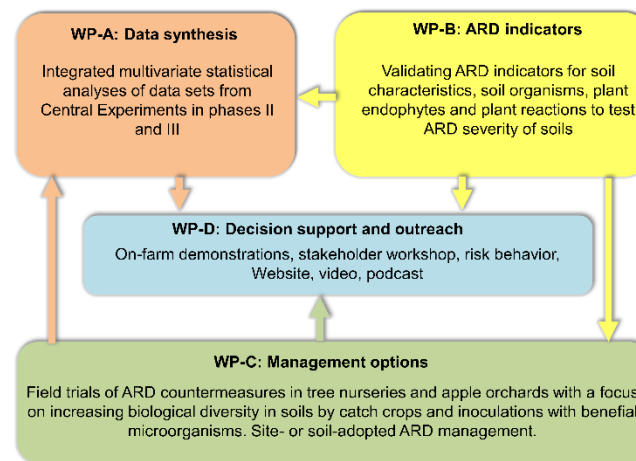 WP-A: Data synthesis
Integrated multivariate statistical
analyses of data sets from
Central Experiments in phases II
and III
WP-B: ARD indicators
Validating ARD indicators for soil
characteristics, soil organisms, plant
endophytes and plant reactions to test
ARD severity of soils
WP-D: Decision support and outreach
On-farm demonstrations, stakeholder workshop, risk behavior,
Website, video, podcast
WP-C: Management options
Field trials of ARD countermeasures in tree nurseries and apple orchards with a focus
on increasing biological diversity in soils by catch crops and inoculations with benefial
microorganisms. Site- or soil-adopted ARD management.